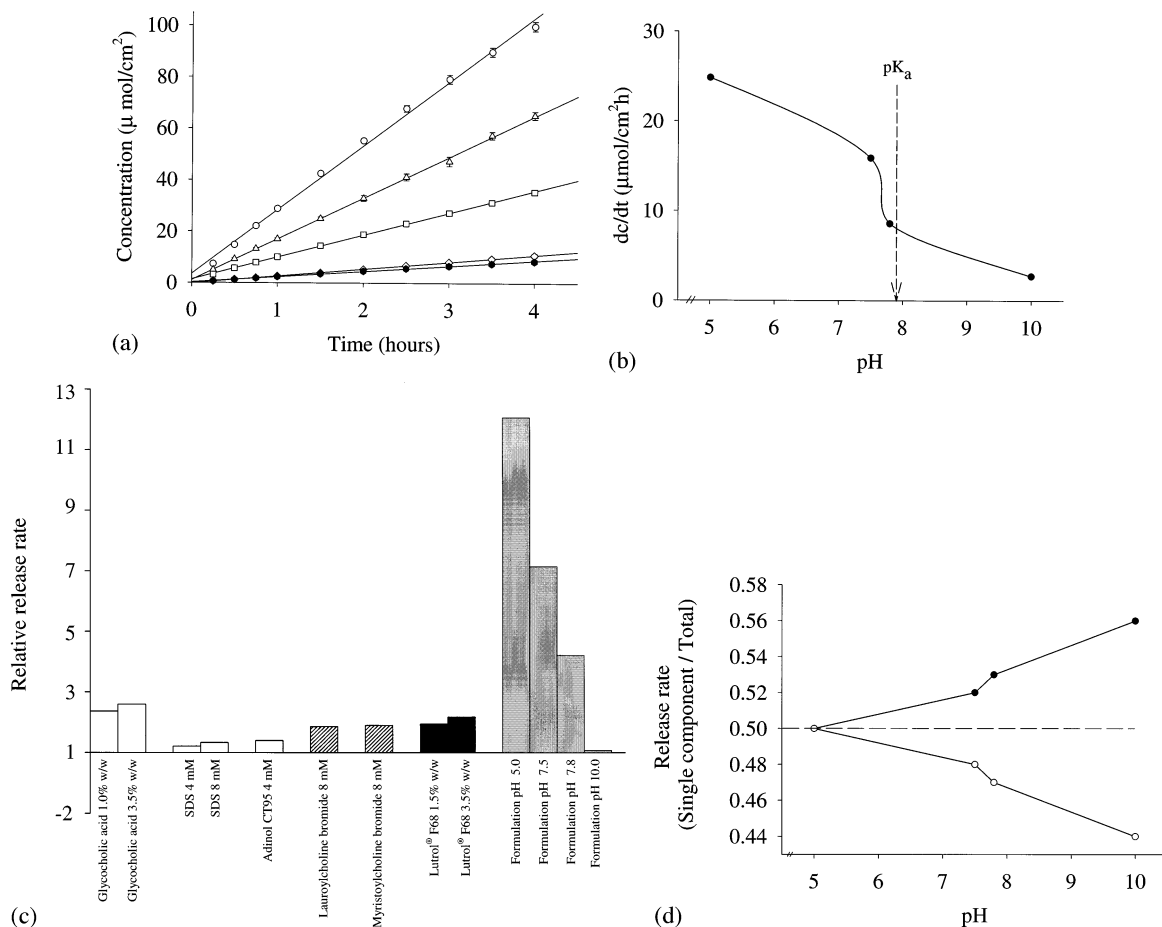 100
80
60
40
20
0
Concentration (μ mol/cm²)
0
1
2
3
4
Time (hours)
(a)
30
20
10
0
dc/dt (μmol/cm²h)
pKₐ
5
6
7
8
9
10
pH
(b)
13
11
9
7
5
3
1
-2
Relative release rate
Glycocholic acid 1.0% w/w
Glycocholic acid 3.5% w/w
SDS 4 mM
SDS 8 mM
Adinol CT95 4 mM
Lauroylcholine bromide 8 mM
Myristoylcholine bromide 8 mM
Lutrol® F68 1.5% w/w
Lutrol® F68 3.5% w/w
Formulation pH 5.0
Formulation pH 7.5
Formulation pH 7.8
Formulation pH 10.0
(c)
0.58
0.56
0.54
0.52
0.50
0.48
0.46
0.44
Release rate
(Single component / Total)
5
6
7
8
9
10
pH
(d)